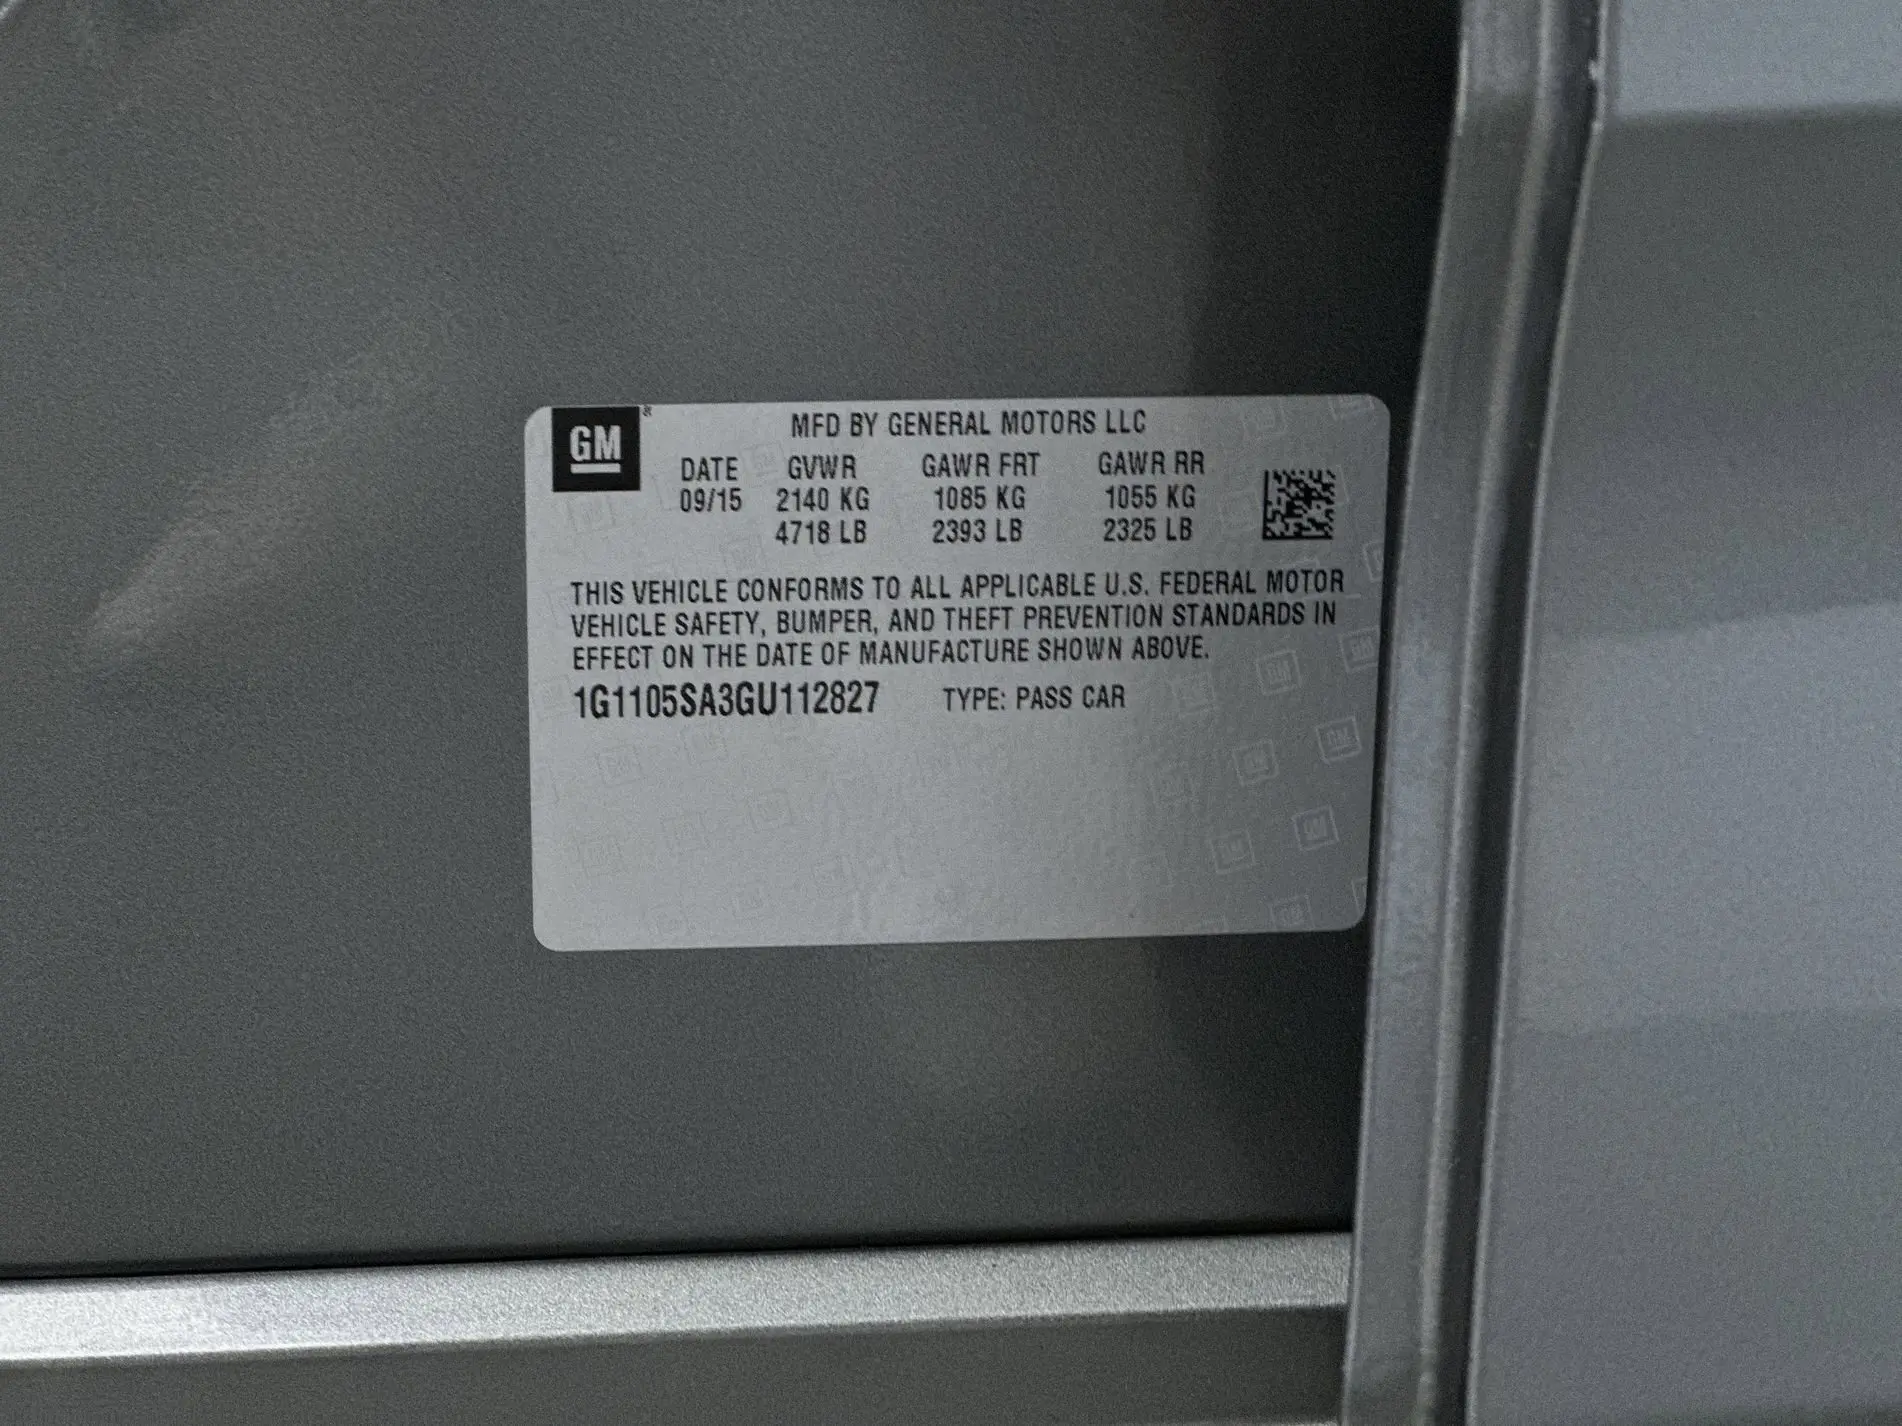 GM
MFD BY GENERAL MOTORS LLC
DATE GVWR GAWR FRT GAWR RR
09/15 2140 KG 1085 KG 1055 KG
4718 LB 2393 LB 2325 LB
THIS VEHICLE CONFORMS TO ALL APPLICABLE U.S. FEDERAL MOTOR
VEHICLE SAFETY, BUMPER, AND THEFT PREVENTION STANDARDS IN
EFFECT ON THE DATE OF MANUFACTURE SHOWN ABOVE.
1G1105SA3GU112827 TYPE: PASS CAR